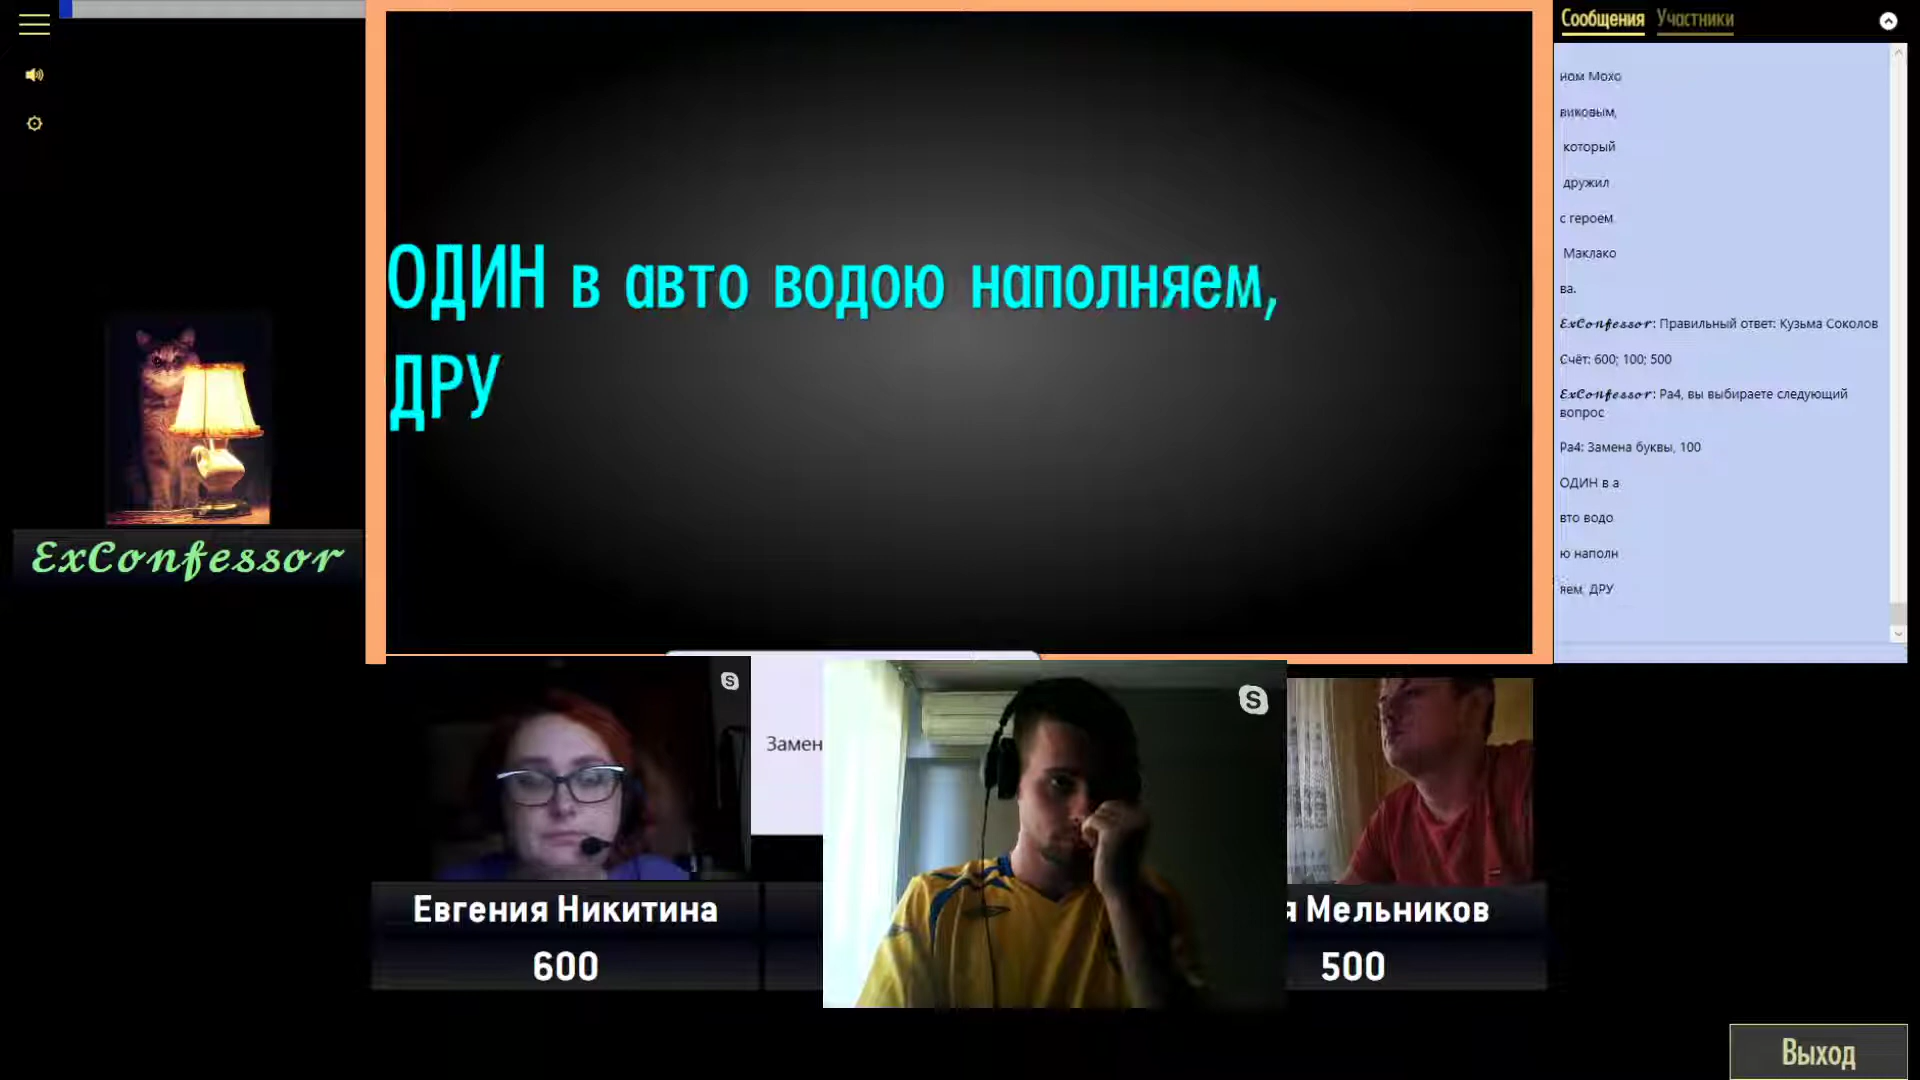 ОДИН в авто водою наполняем,
ДРУ
Сообщения Участники
ном Мохо
виковым,
который
дружил
с героем
Маклако
ва.
ExConfessor: Правильный ответ: Кузьма Соколов
Счёт: 600; 100; 500
ExConfessor: Ра4, вы выбираете следующий
вопрос
Ра4: Замена буквы, 100
ОДИН в а
вто водо
ю наполн
яем, ДРУ
ExConfessor
Замен
Евгения Никитина
600
я Мельников
500
Выход